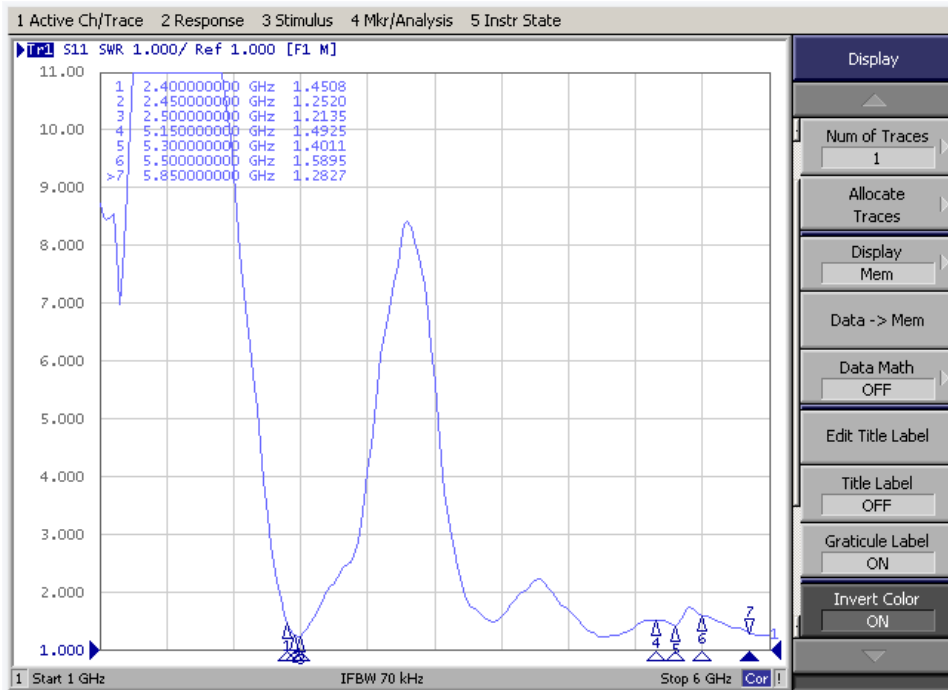 1 Active Ch/Trace 2 Response 3 Stimulus 4 Mkr/Analysis 5 Instr State
Tr1 S11 SWR 1.000/ Ref 1.000 [F1 M]
11.00
10.00
9.000
8.000
7.000
6.000
5.000
4.000
3.000
2.000
1.000
1 2.400000000 GHz 1.4508
2 2.450000000 GHz 1.2520
3 2.500000000 GHz 1.2135
4 5.150000000 GHz 1.4925
5 5.300000000 GHz 1.4011
6 5.500000000 GHz 1.5895
>7 5.850000000 GHz 1.2827
4
5
6
7
1
1 Start 1 GHz IFBW 70 kHz Stop 6 GHz Cor !
Display
Num of Traces
1
Allocate
Traces
Display
Mem
Data -> Mem
Data Math
OFF
Edit Title Label
Title Label
OFF
Graticule Label
ON
Invert Color
ON